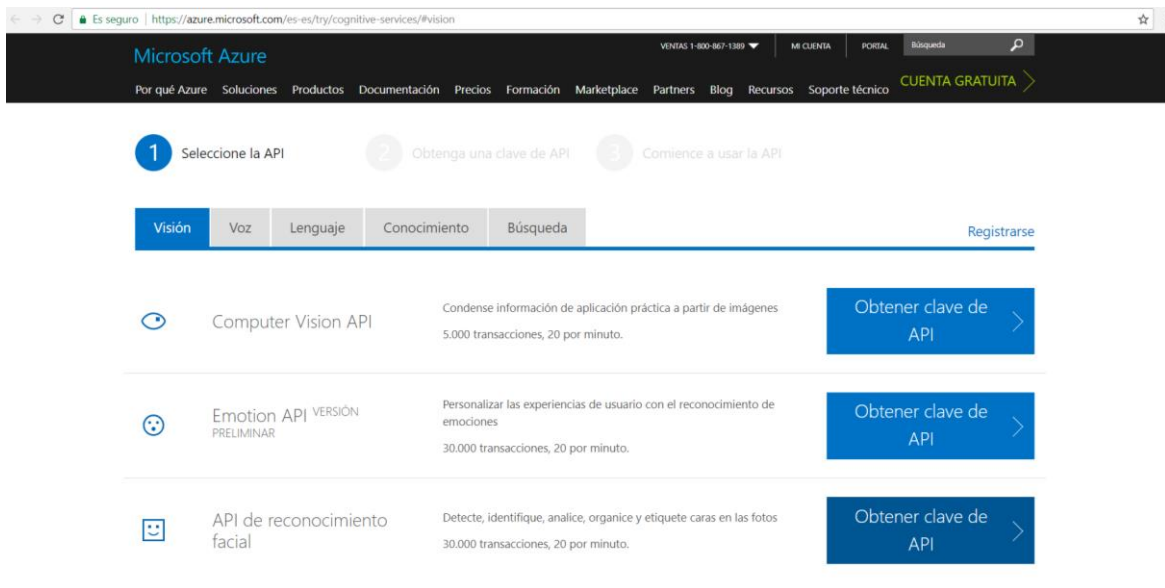 Es seguro | https://azure.microsoft.com/es-es/try/cognitive-services/#vision
Microsoft Azure
VENTAS 1-800-867-1389 MI CUENTA PORTAL Búsqueda
Por qué Azure Soluciones Productos Documentación Precios Formación Marketplace Partners Blog Recursos Soporte técnico CUENTA GRATUITA
1 Seleccione la API 2 Obtenga una clave de API 3 Comience a usar la API
Visión Voz Lenguaje Conocimiento Búsqueda Registrarse
Computer Vision API
Condense información de aplicación práctica a partir de imágenes
5.000 transacciones, 20 por minuto.
Obtener clave de
API
Emotion API VERSIÓN
PRELIMINAR
Personalizar las experiencias de usuario con el reconocimiento de
emociones
30.000 transacciones, 20 por minuto.
Obtener clave de
API
API de reconocimiento
facial
Detecte, identifique, analice, organice y etiquete caras en las fotos
30.000 transacciones, 20 por minuto.
Obtener clave de
API